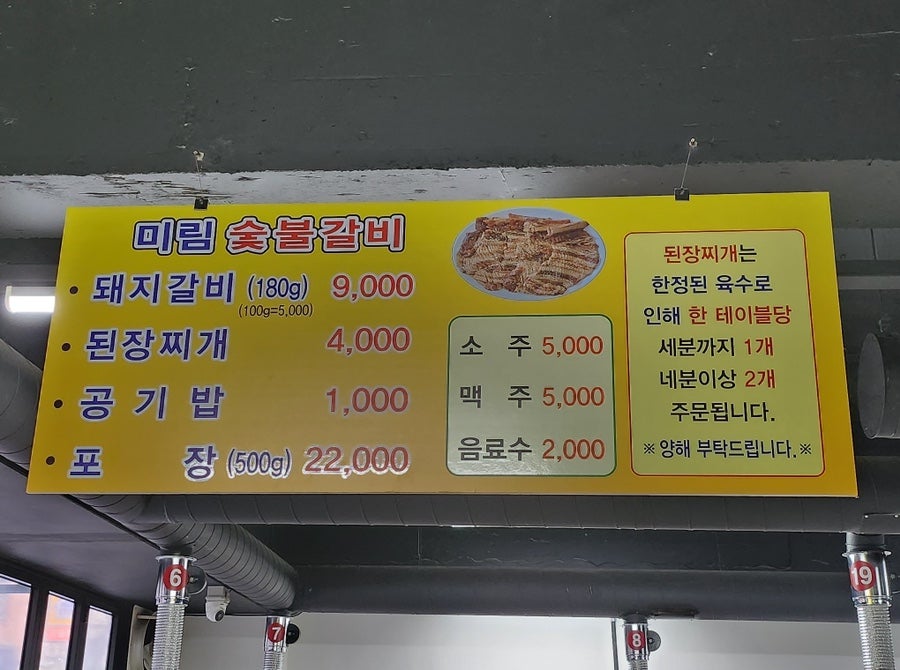 미림 숯불갈비
돼지갈비 (180g) 9,000
(100g=5,000)
된장찌개 4,000
공기밥 1,000
포 장 (500g) 22,000
소 주 5,000
맥 주 5,000
음료수 2,000
된장찌개는
한정된 육수로
인해 한 테이블당
세분까지 1개
네분이상 2개
주문됩니다.
※양해 부탁드립니다.※
6
7
8
19